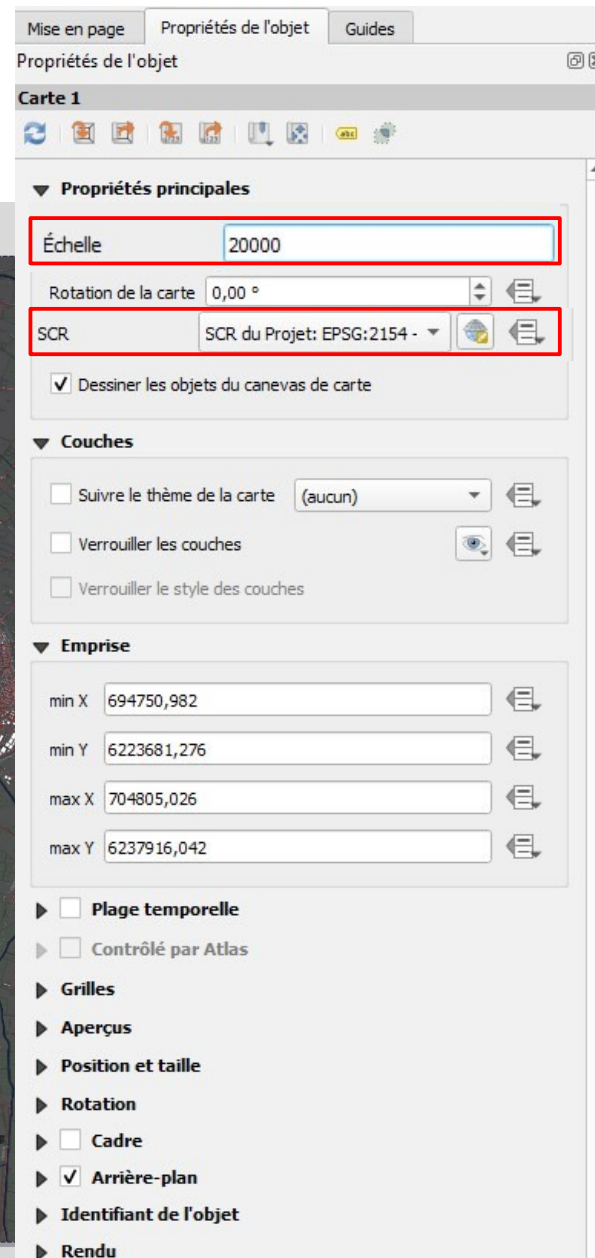 Mise en page Propriétés de l'objet Guides
Propriétés de l'objet
Carte 1
abc
▼ Propriétés principales
Échelle 20000
Rotation de la carte 0,00 °
SCR SCR du Projet: EPSG:2154 -
Dessiner les objets du canevas de carte
▼ Couches
Suivre le thème de la carte (aucun)
Verrouiller les couches
Verrouiller le style des couches
▼ Emprise
min X 694750,982
min Y 6223681,276
max X 704805,026
max Y 6237916,042
Plage temporelle
Contrôlé par Atlas
Grilles
Aperçus
Position et taille
Rotation
Cadre
Arrière-plan
Identifiant de l'objet
Rendu